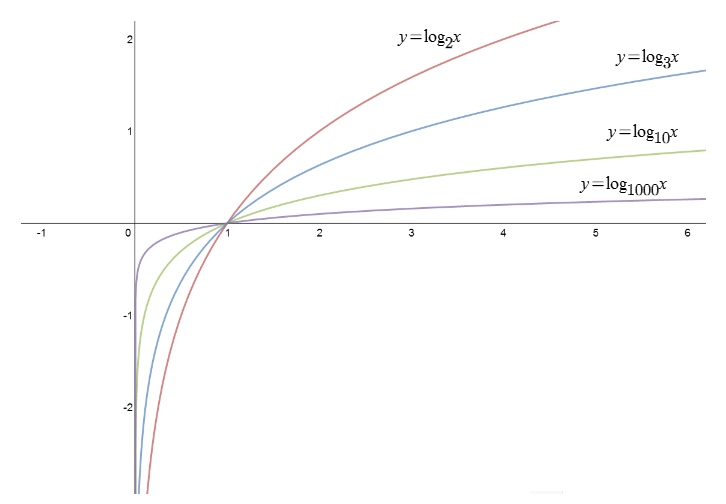 y=log₂x
2
y=log₃x
1
y=log₁₀x
y=log₁₀₀₀x
-1 0 1 2 3 4 5 6
-1
-2